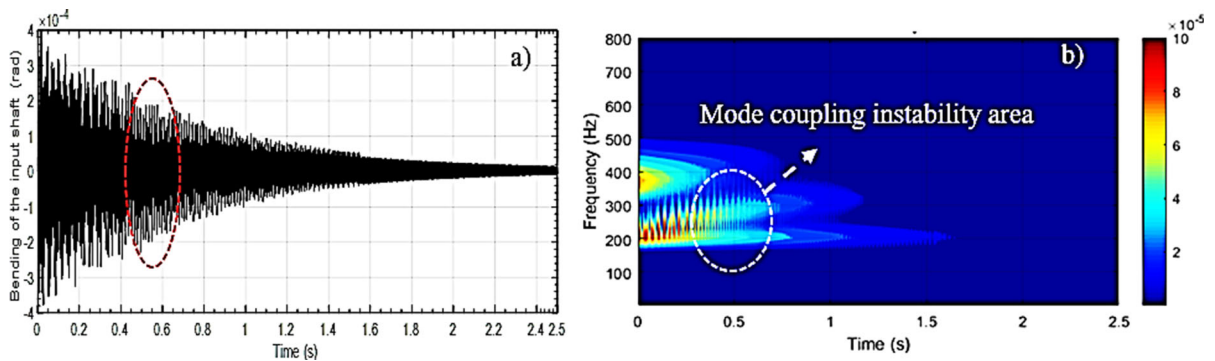 ×10⁻⁴
Bending of the input shaft (rad)
4
3
2
1
0
-1
-2
-3
-4
0 0.2 0.4 0.6 0.8 1 1.2 1.4 1.6 1.8 2 2.2 2.4 2.5
Time (s)
a)
Frequency (Hz)
800
700
600
500
400
300
200
100
0 0.5 1 1.5 2 2.5
Time (s)
b)
Mode coupling instability area
× 10⁻⁵
10
8
6
4
2